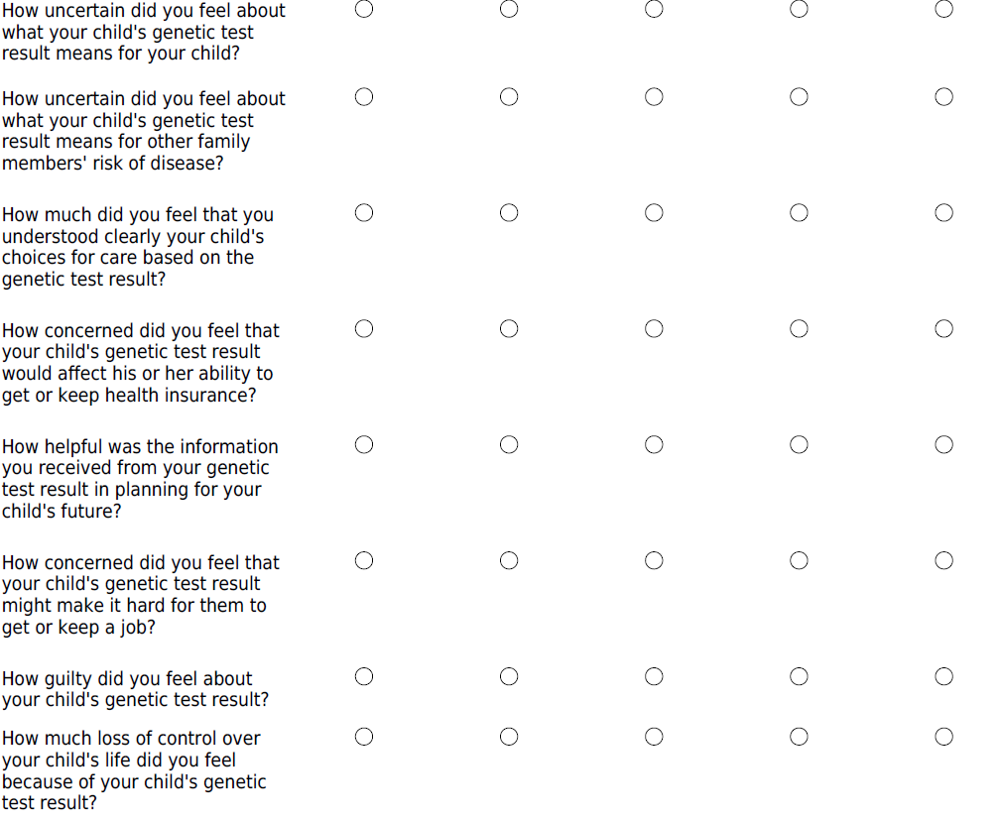 How uncertain did you feel about
what your child's genetic test
result means for your child?
How uncertain did you feel about
what your child's genetic test
result means for other family
members' risk of disease?
How much did you feel that you
understood clearly your child's
choices for care based on the
genetic test result?
How concerned did you feel that
your child's genetic test result
would affect his or her ability to
get or keep health insurance?
How helpful was the information
you received from your genetic
test result in planning for your
child's future?
How concerned did you feel that
your child's genetic test result
might make it hard for them to
get or keep a job?
How guilty did you feel about
your child's genetic test result?
How much loss of control over
your child's life did you feel
because of your child's genetic
test result?